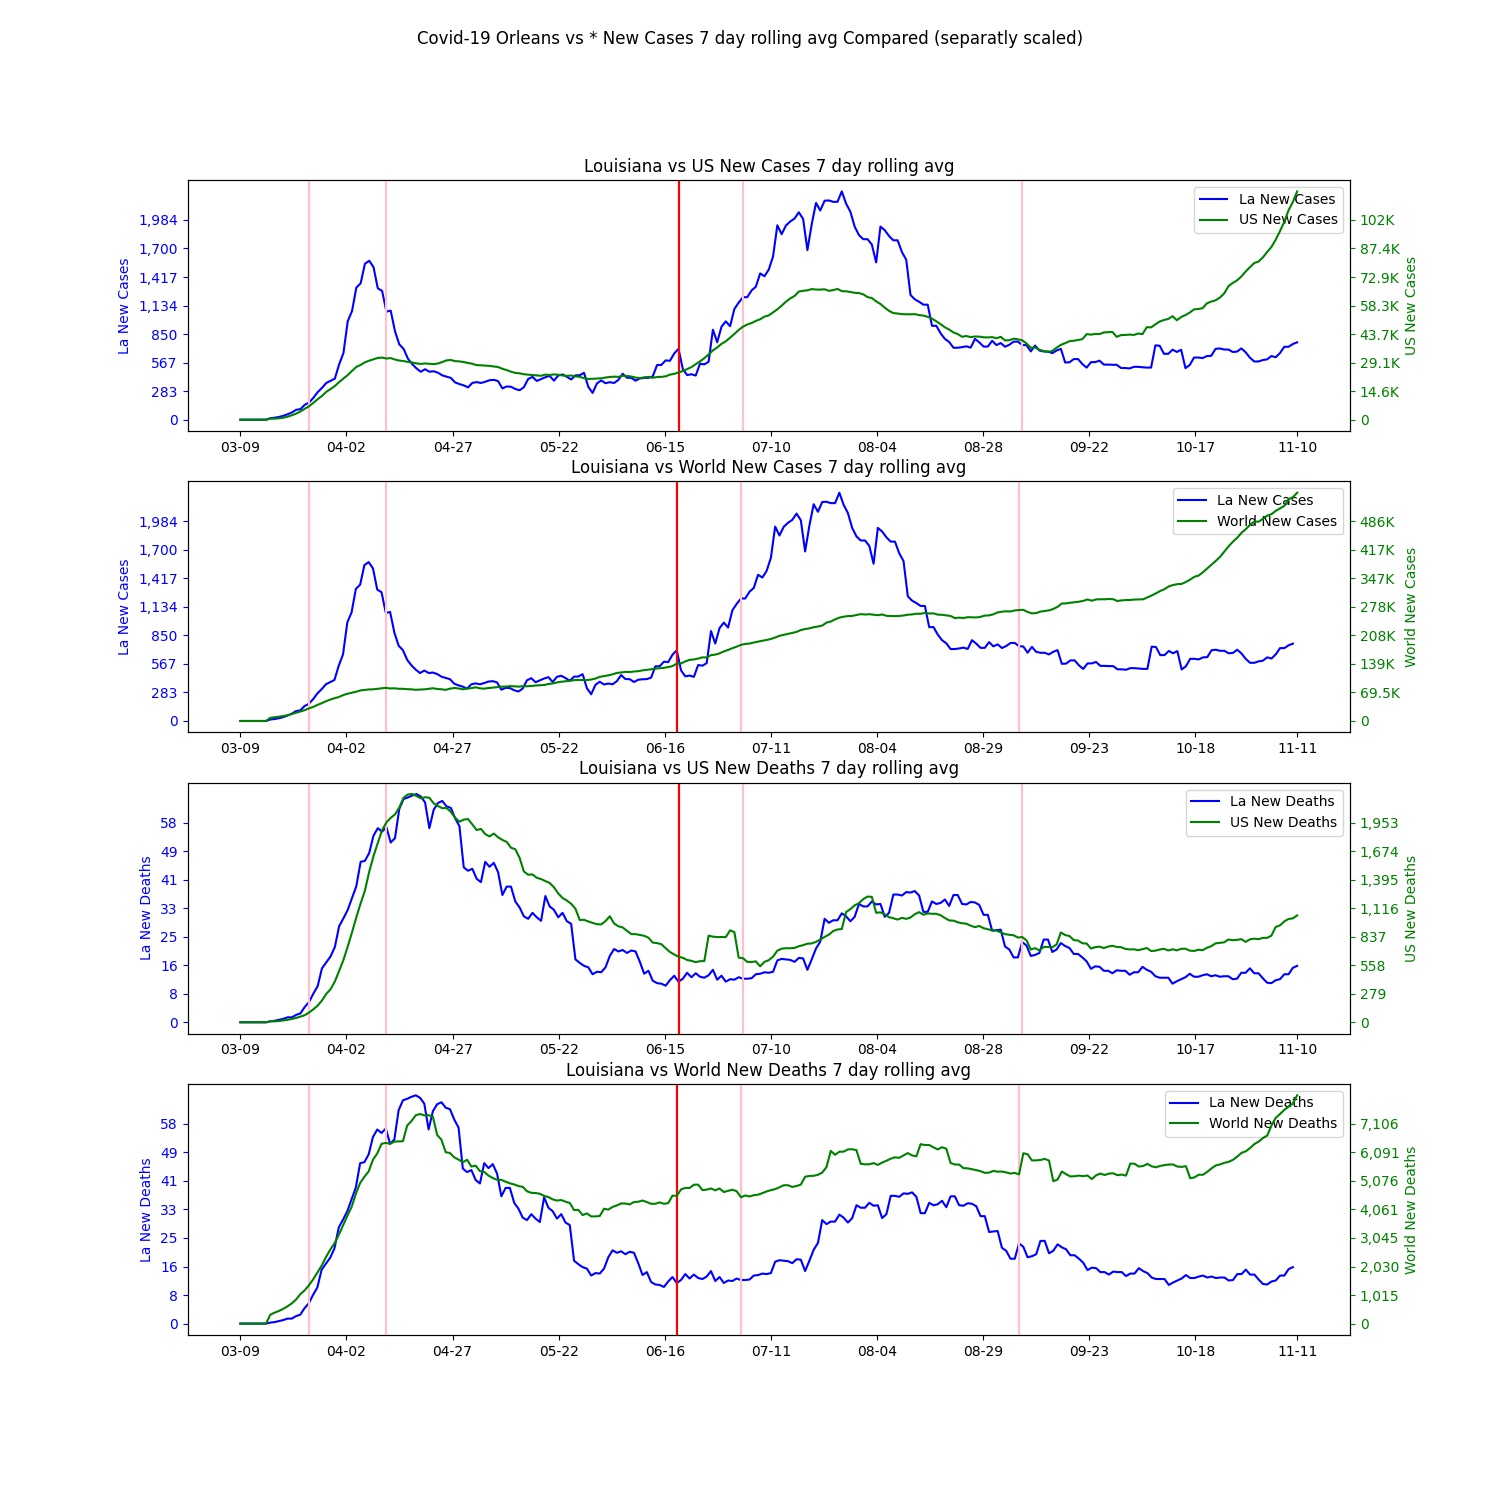 Covid-19 Orleans vs * New Cases 7 day rolling avg Compared (separatly scaled)
Louisiana vs US New Cases 7 day rolling avg
La New Cases
US New Cases
La New Cases
1,984
1,700
1,417
1,134
850
567
283
0
102K
87.4K
72.9K
58.3K
43.7K
29.1K
14.6K
0
US New Cases
03-09 04-02 04-27 05-22 06-15 07-10 08-04 08-28 09-22 10-17 11-10
Louisiana vs World New Cases 7 day rolling avg
La New Cases
World New Cases
La New Cases
1,984
1,700
1,417
1,134
850
567
283
0
486K
417K
347K
278K
208K
139K
69.5K
0
World New Cases
03-09 04-02 04-27 05-22 06-16 07-11 08-04 08-29 09-23 10-18 11-11
Louisiana vs US New Deaths 7 day rolling avg
La New Deaths
US New Deaths
La New Deaths
58
49
41
33
25
16
8
0
1,953
1,674
1,395
1,116
837
558
279
0
US New Deaths
03-09 04-02 04-27 05-22 06-15 07-10 08-04 08-28 09-22 10-17 11-10
Louisiana vs World New Deaths 7 day rolling avg
La New Deaths
World New Deaths
La New Deaths
58
49
41
33
25
16
8
0
7,106
6,091
5,076
4,061
3,045
2,030
1,015
0
World New Deaths
03-09 04-02 04-27 05-22 06-16 07-11 08-04 08-29 09-23 10-18 11-11